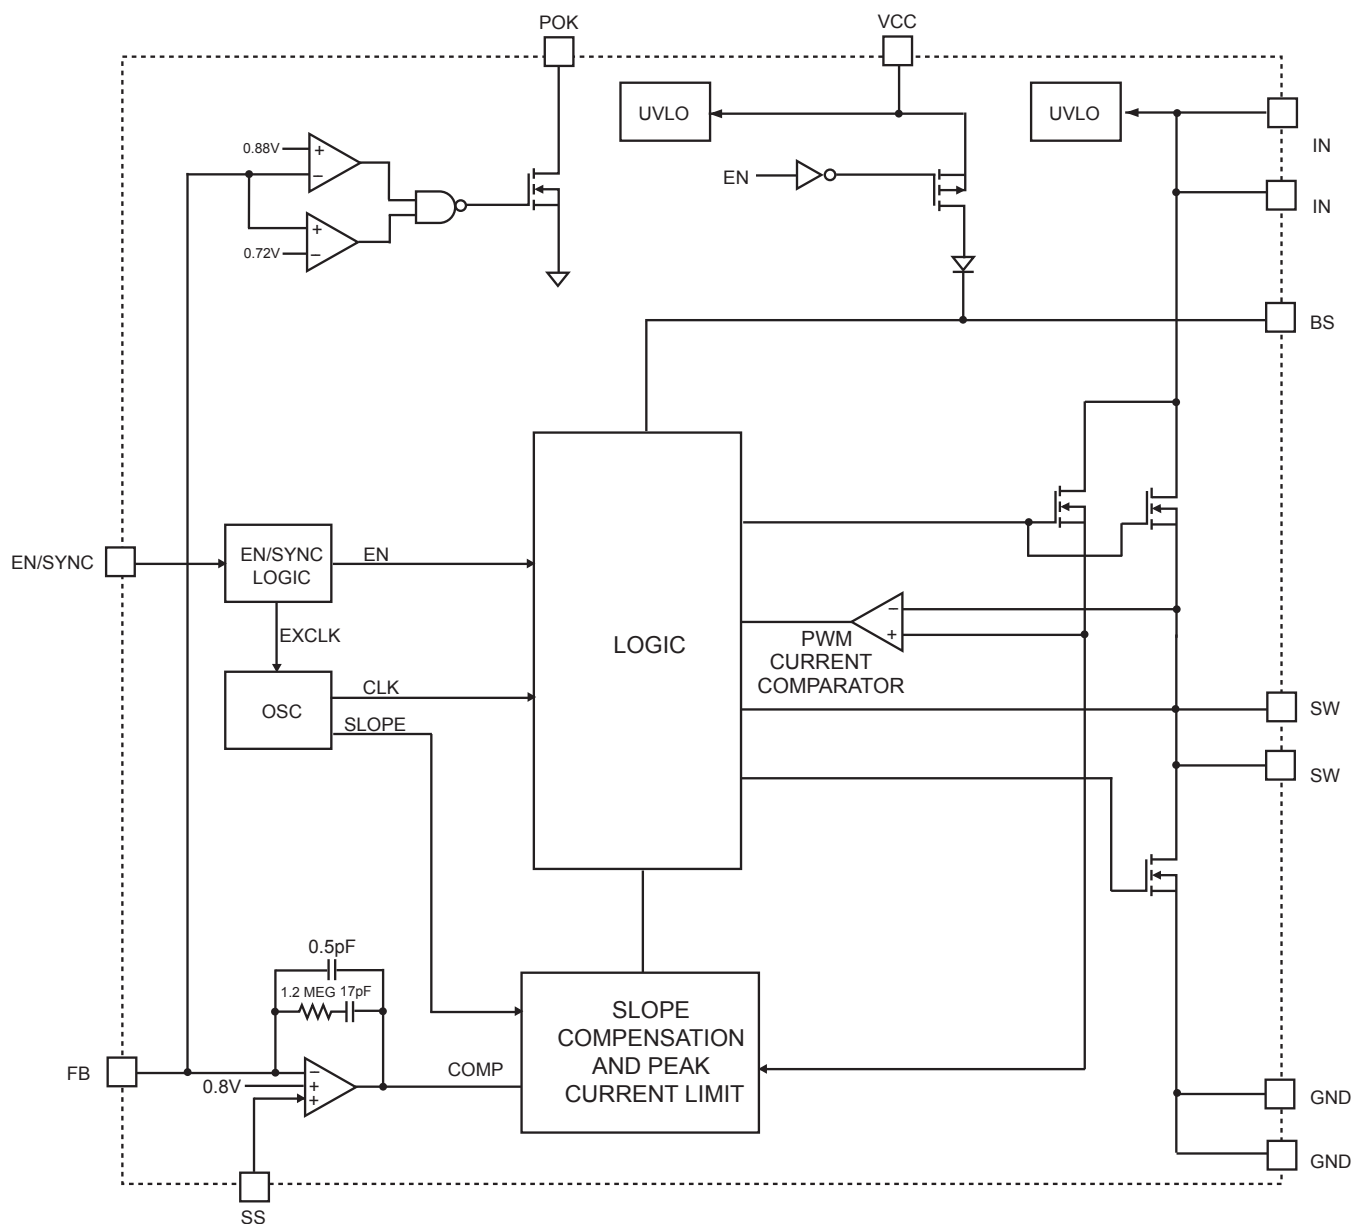 POK
VCC
UVLO
UVLO
IN
0.88V
+
−
EN
IN
+
0.72V
−
BS
EN/SYNC
EN/SYNC
LOGIC
EN
EXCLK
LOGIC
−
+
PWM
CURRENT
COMPARATOR
OSC
CLK
SLOPE
SW
SW
0.5pF
1.2 MEG
17pF
SLOPE
COMPENSATION
AND PEAK
CURRENT LIMIT
FB
COMP
−
0.8V
+
+
GND
GND
SS